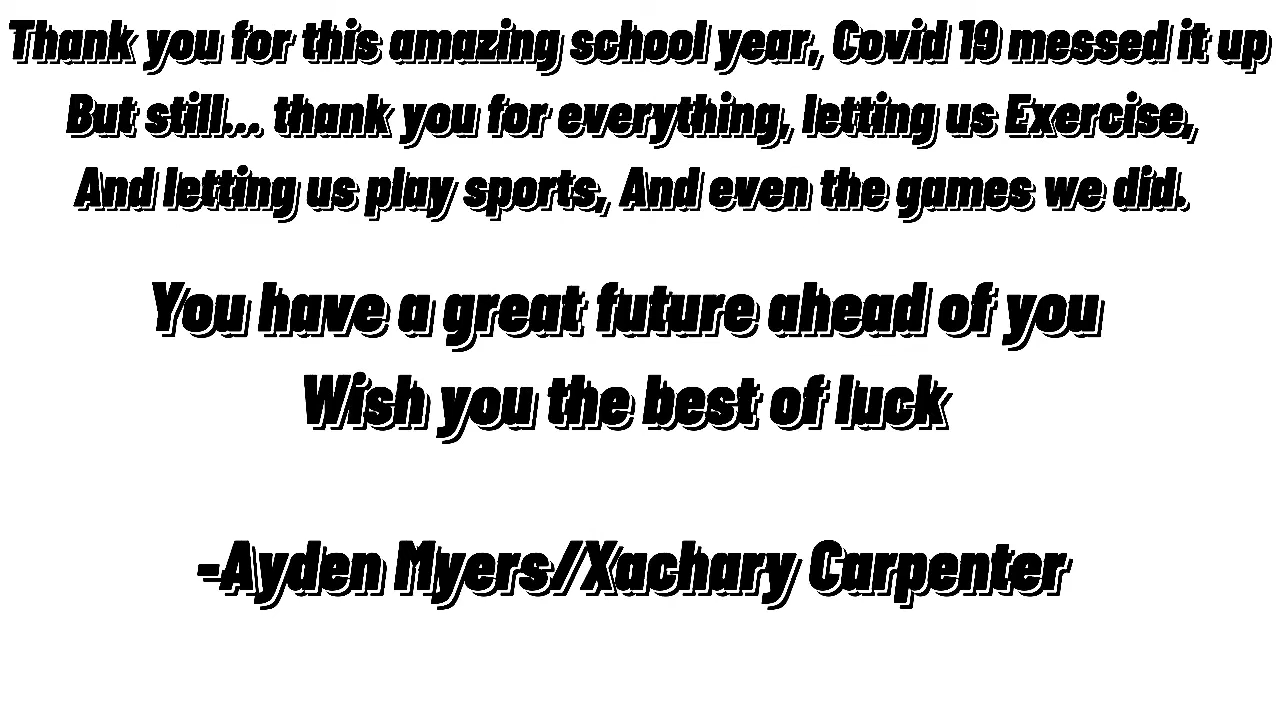 Thank you for this amazing school year, Covid 19 messed it up
But still... thank you for everything, letting us Exercise,
And letting us play sports, And even the games we did.
You have a great future ahead of you
Wish you the best of luck
-Ayden Myers/Xachary Carpenter